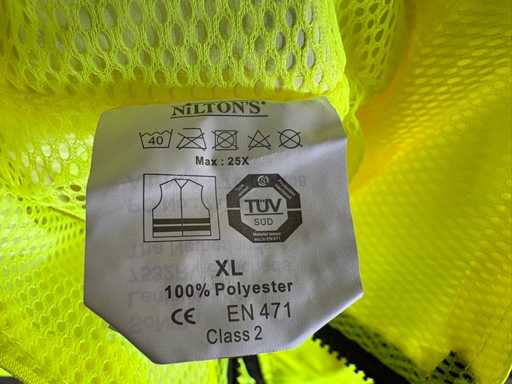 NiLTON'S®
40
Max : 25X
TÜV
SÜD
XL
100% Polyester
CE EN 471
Class 2